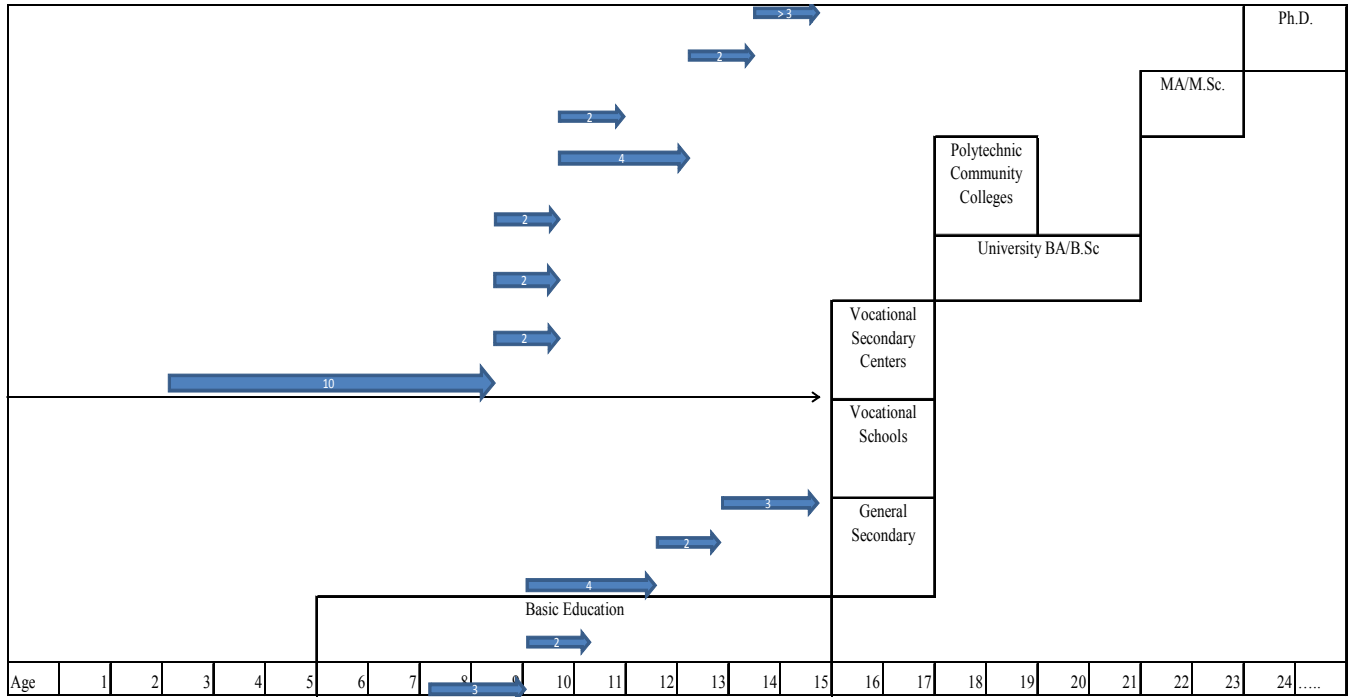 > 3
Ph.D.
2
MA/M.Sc.
2
4
Polytechnic
Community
Colleges
2
University BA/B.Sc
2
Vocational
Secondary
Centers
2
10
Vocational
Schools
3
General
Secondary
2
4
Basic Education
2
Age 1 2 3 4 5 6 7 8 9 10 11 12 13 14 15 16 17 18 19 20 21 22 23 24 .....
3